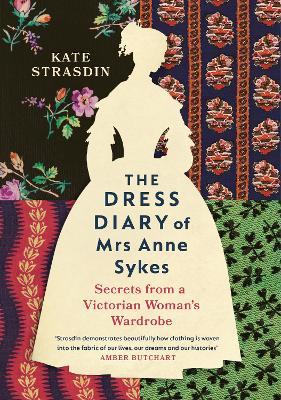 KATE
STRASDIN
THE
DRESS
DIARY of
Mrs Anne
Sykes
Secrets from a
Victorian Woman's
Wardrobe
'Strasdin demonstrates beautifully how clothing is woven
into the fabric of our lives, our dreams and our histories'
AMBER BUTCHART